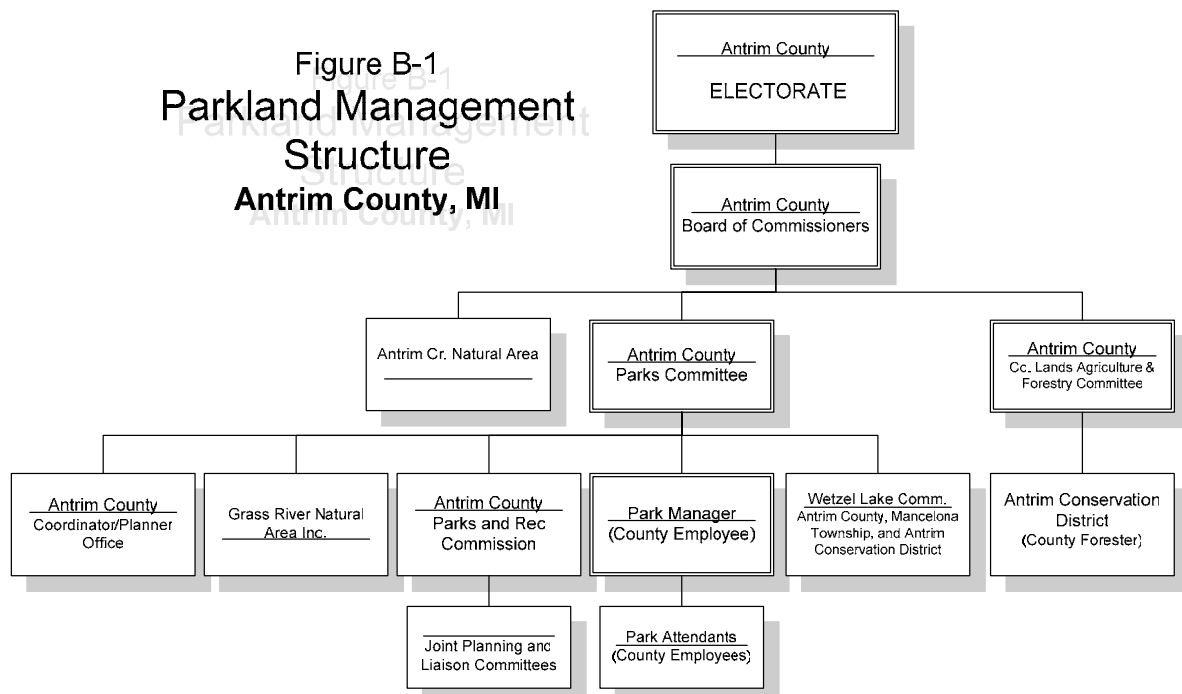 Figure B-1
Parkland Management
Structure
Antrim County, MI
Antrim County
ELECTORATE
Antrim County
Board of Commissioners
Antrim Cr. Natural Area
Antrim County
Parks Committee
Antrim County
Co. Lands Agriculture &
Forestry Committee
Antrim County
Coordinator/Planner
Office
Grass River Natural
Area Inc.
Antrim County
Parks and Rec
Commission
Park Manager
(County Employee)
Wetzel Lake Comm.
Antrim County, Mancelona
Township, and Antrim
Conservation District
Antrim Conservation
District
(County Forester)
Joint Planning and
Liaison Committees
Park Attendants
(County Employees)